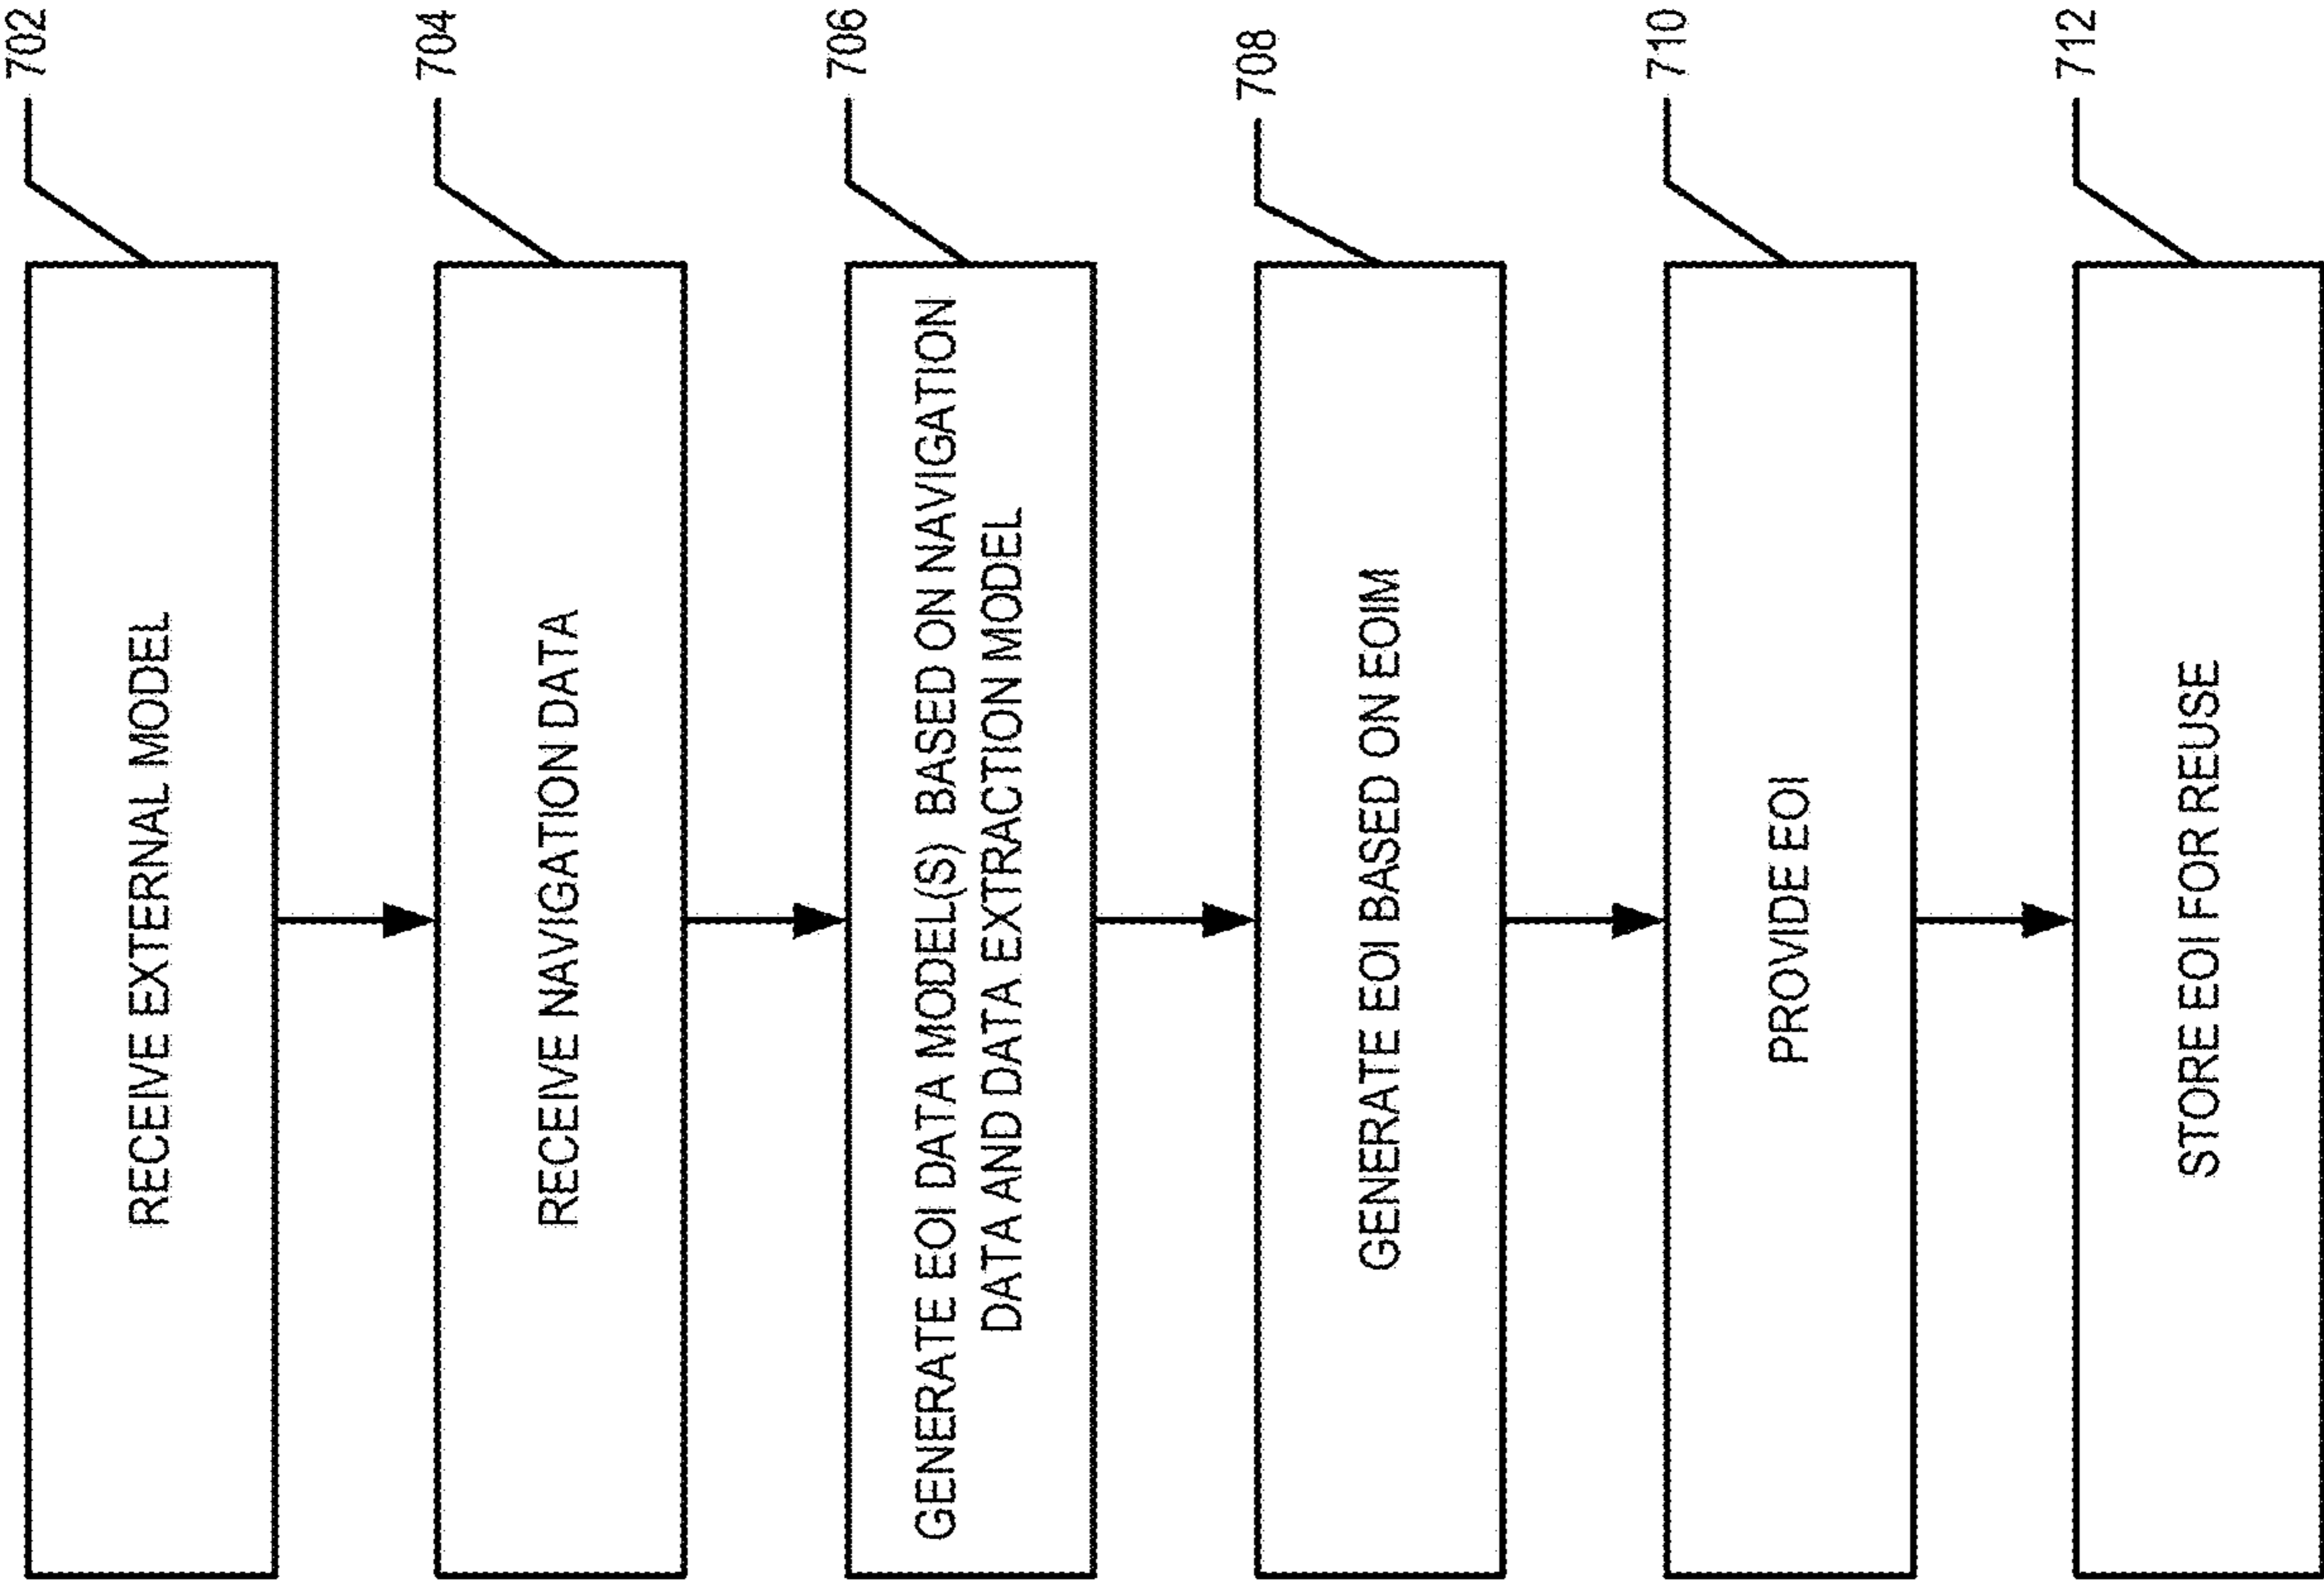 702
RECEIVE EXTERNAL MODEL
704
RECEIVE NAVIGATION DATA
706
GENERATE EOI DATA MODEL(S) BASED ON NAVIGATION
DATA AND DATA EXTRACTION MODEL
708
GENERATE EOI BASED ON EOIM
710
PROVIDE EOI
712
STORE EOI FOR REUSE